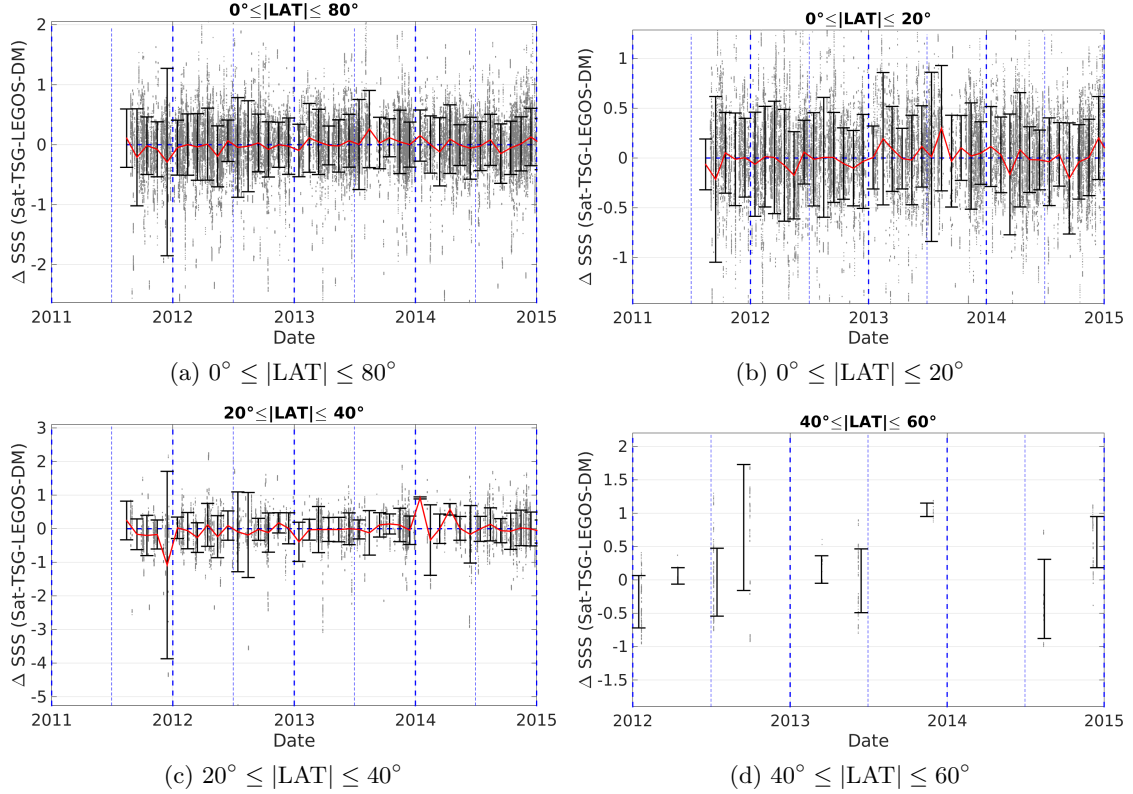 0°≤|LAT|≤ 80°
Δ SSS (Sat-TSG-LEGOS-DM)
2
1
0
-1
-2
2011
2012
2013
2014
2015
Date
(a) 0° ≤ |LAT| ≤ 80°
0°≤|LAT|≤ 20°
Δ SSS (Sat-TSG-LEGOS-DM)
1
0.5
0
-0.5
-1
2011
2012
2013
2014
2015
Date
(b) 0° ≤ |LAT| ≤ 20°
20°≤|LAT|≤ 40°
Δ SSS (Sat-TSG-LEGOS-DM)
3
2
1
0
-1
-2
-3
-4
-5
2011
2012
2013
2014
2015
Date
(c) 20° ≤ |LAT| ≤ 40°
40°≤|LAT|≤ 60°
Δ SSS (Sat-TSG-LEGOS-DM)
2
1.5
1
0.5
0
-0.5
-1
-1.5
2012
2013
2014
2015
Date
(d) 40° ≤ |LAT| ≤ 60°